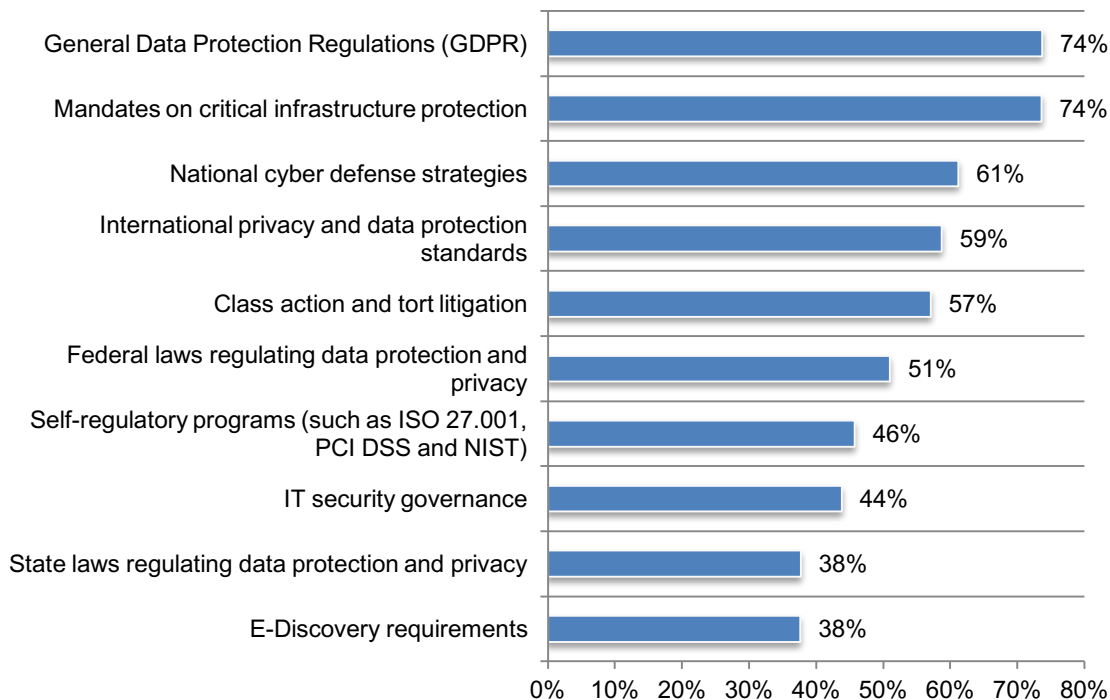 General Data Protection Regulations (GDPR)
74%
Mandates on critical infrastructure protection
74%
National cyber defense strategies
61%
International privacy and data protection
standards
59%
Class action and tort litigation
57%
Federal laws regulating data protection and
privacy
51%
Self-regulatory programs (such as ISO 27.001,
PCI DSS and NIST)
46%
IT security governance
44%
State laws regulating data protection and privacy
38%
E-Discovery requirements
38%
0% 10% 20% 30% 40% 50% 60% 70% 80%